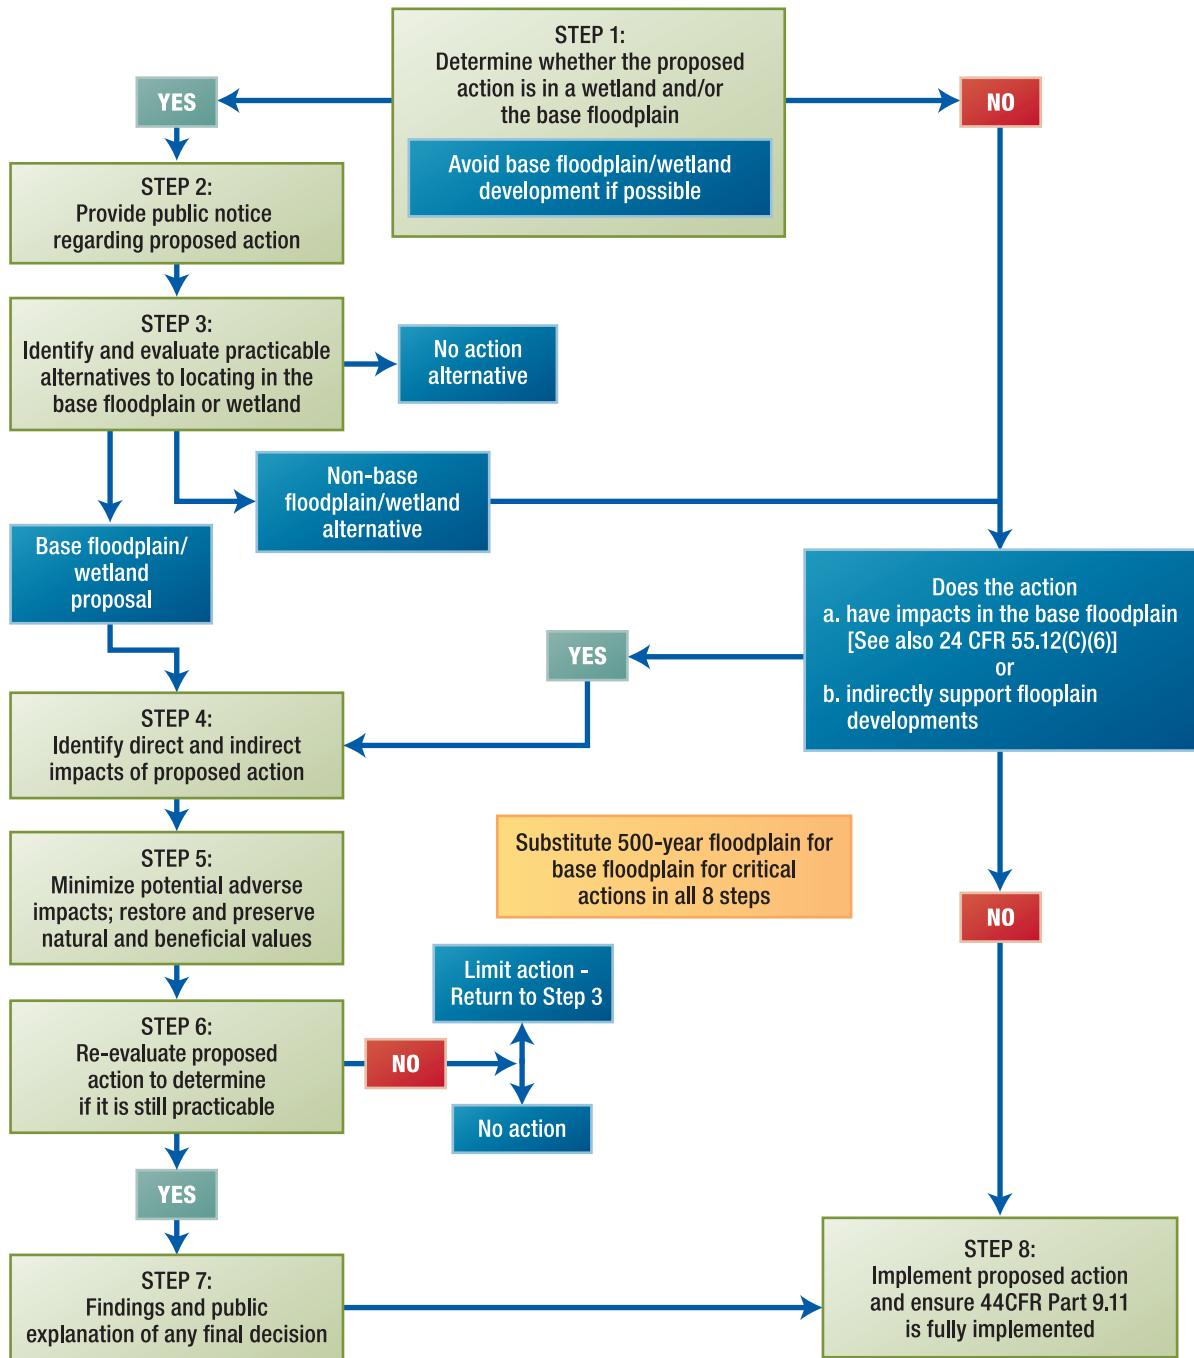 STEP 1:
Determine whether the proposed
action is in a wetland and/or
the base floodplain
Avoid base floodplain/wetland
development if possible
YES
NO
STEP 2:
Provide public notice
regarding proposed action
STEP 3:
Identify and evaluate practicable
alternatives to locating in the
base floodplain or wetland
No action
alternative
Non-base
floodplain/wetland
alternative
Base floodplain/
wetland
proposal
Does the action
a. have impacts in the base floodplain
[See also 24 CFR 55.12(C)(6)]
or
b. indirectly support flooplain
developments
YES
STEP 4:
Identify direct and indirect
impacts of proposed action
STEP 5:
Minimize potential adverse
impacts; restore and preserve
natural and beneficial values
Substitute 500-year floodplain for
base floodplain for critical
actions in all 8 steps
NO
Limit action -
Return to Step 3
STEP 6:
Re-evaluate proposed
action to determine
if it is still practicable
NO
No action
YES
STEP 7:
Findings and public
explanation of any final decision
STEP 8:
Implement proposed action
and ensure 44CFR Part 9.11
is fully implemented